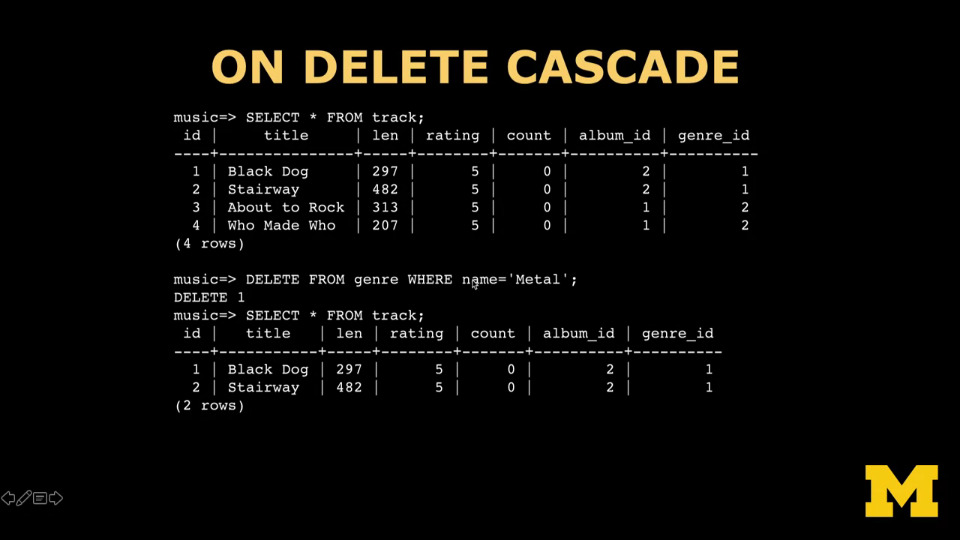 ON DELETE CASCADE
music=> SELECT * FROM track;
 id |     title     | len | rating | count | album_id | genre_id
----+---------------+-----+--------+-------+----------+----------
  1 | Black Dog     | 297 |      5 |     0 |        2 |        1
  2 | Stairway      | 482 |      5 |     0 |        2 |        1
  3 | About to Rock | 313 |      5 |     0 |        1 |        2
  4 | Who Made Who  | 207 |      5 |     0 |        1 |        2
(4 rows)
music=> DELETE FROM genre WHERE name='Metal';
DELETE 1
music=> SELECT * FROM track;
 id |   title   | len | rating | count | album_id | genre_id
----+-----------+-----+--------+-------+----------+----------
  1 | Black Dog | 297 |      5 |     0 |        2 |        1
  2 | Stairway  | 482 |      5 |     0 |        2 |        1
(2 rows)
M